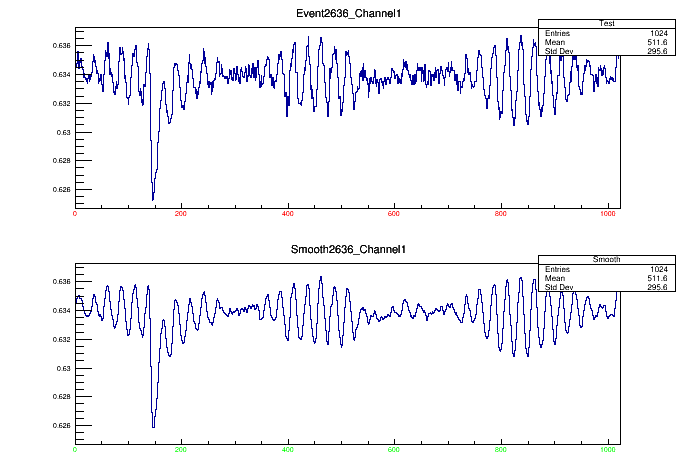 Event2636_Channel1
Test
Entries 1024
Mean 511.6
Std Dev 295.6
0.636
0.634
0.632
0.63
0.628
0.626
0 200 400 600 800 1000
Smooth2636_Channel1
Smooth
Entries 1024
Mean 511.6
Std Dev 295.6
0.636
0.634
0.632
0.63
0.628
0.626
0 200 400 600 800 1000